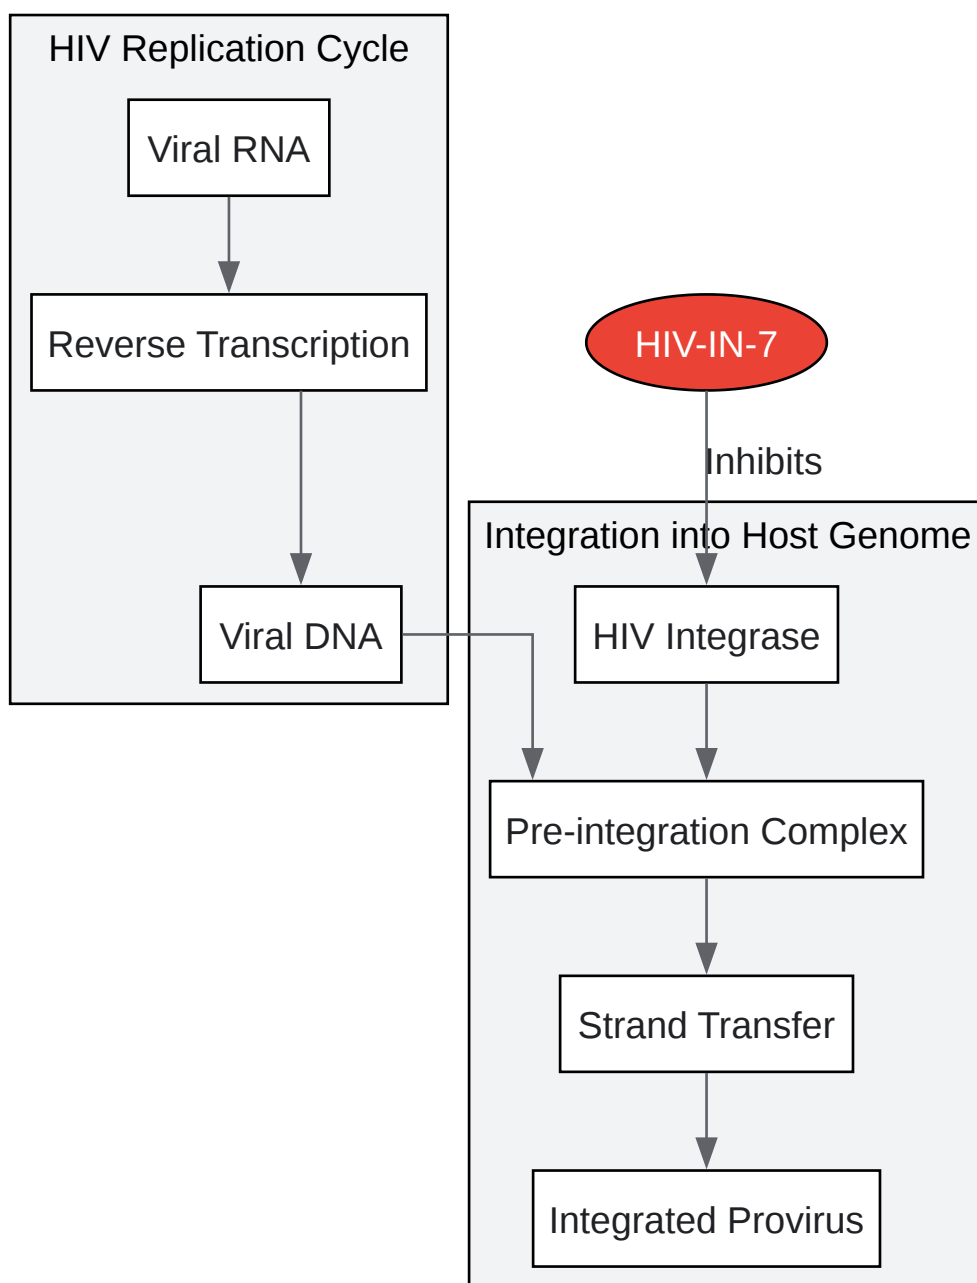 HIV Replication Cycle
Viral RNA
Reverse Transcription
HIV-IN-7
Inhibits
Integration into Host Genome
Viral DNA
HIV Integrase
Pre-integration Complex
Strand Transfer
Integrated Provirus